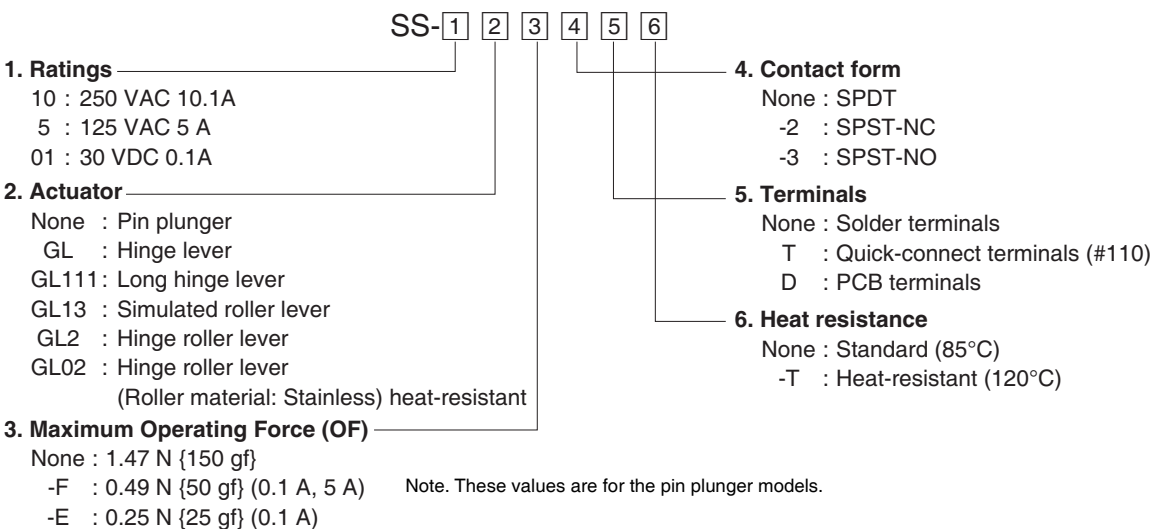 SS-1 2 3 4 5 6
1. Ratings
10 : 250 VAC 10.1A
5 : 125 VAC 5 A
01 : 30 VDC 0.1A
2. Actuator
None : Pin plunger
GL : Hinge lever
GL111 : Long hinge lever
GL13 : Simulated roller lever
GL2 : Hinge roller lever
GL02 : Hinge roller lever
(Roller material: Stainless) heat-resistant
3. Maximum Operating Force (OF)
None : 1.47 N {150 gf}
-F : 0.49 N {50 gf} (0.1 A, 5 A)
-E : 0.25 N {25 gf} (0.1 A)
Note. These values are for the pin plunger models.
4. Contact form
None : SPDT
-2 : SPST-NC
-3 : SPST-NO
5. Terminals
None : Solder terminals
T : Quick-connect terminals (#110)
D : PCB terminals
6. Heat resistance
None : Standard (85°C)
-T : Heat-resistant (120°C)